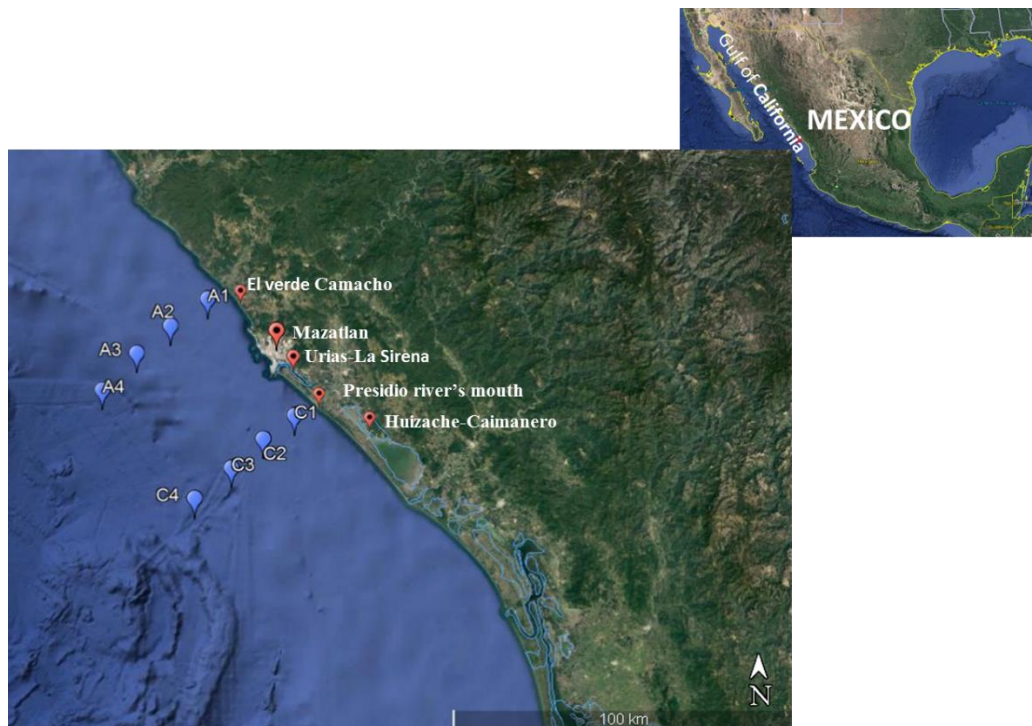 Gulf of California
MEXICO
El verde Camacho
A1
A2
Mazatlan
A3
Urias-La Sirena
A4
Presidio river's mouth
C1
Huizache-Caimanero
C2
C3
C4
N
100 km